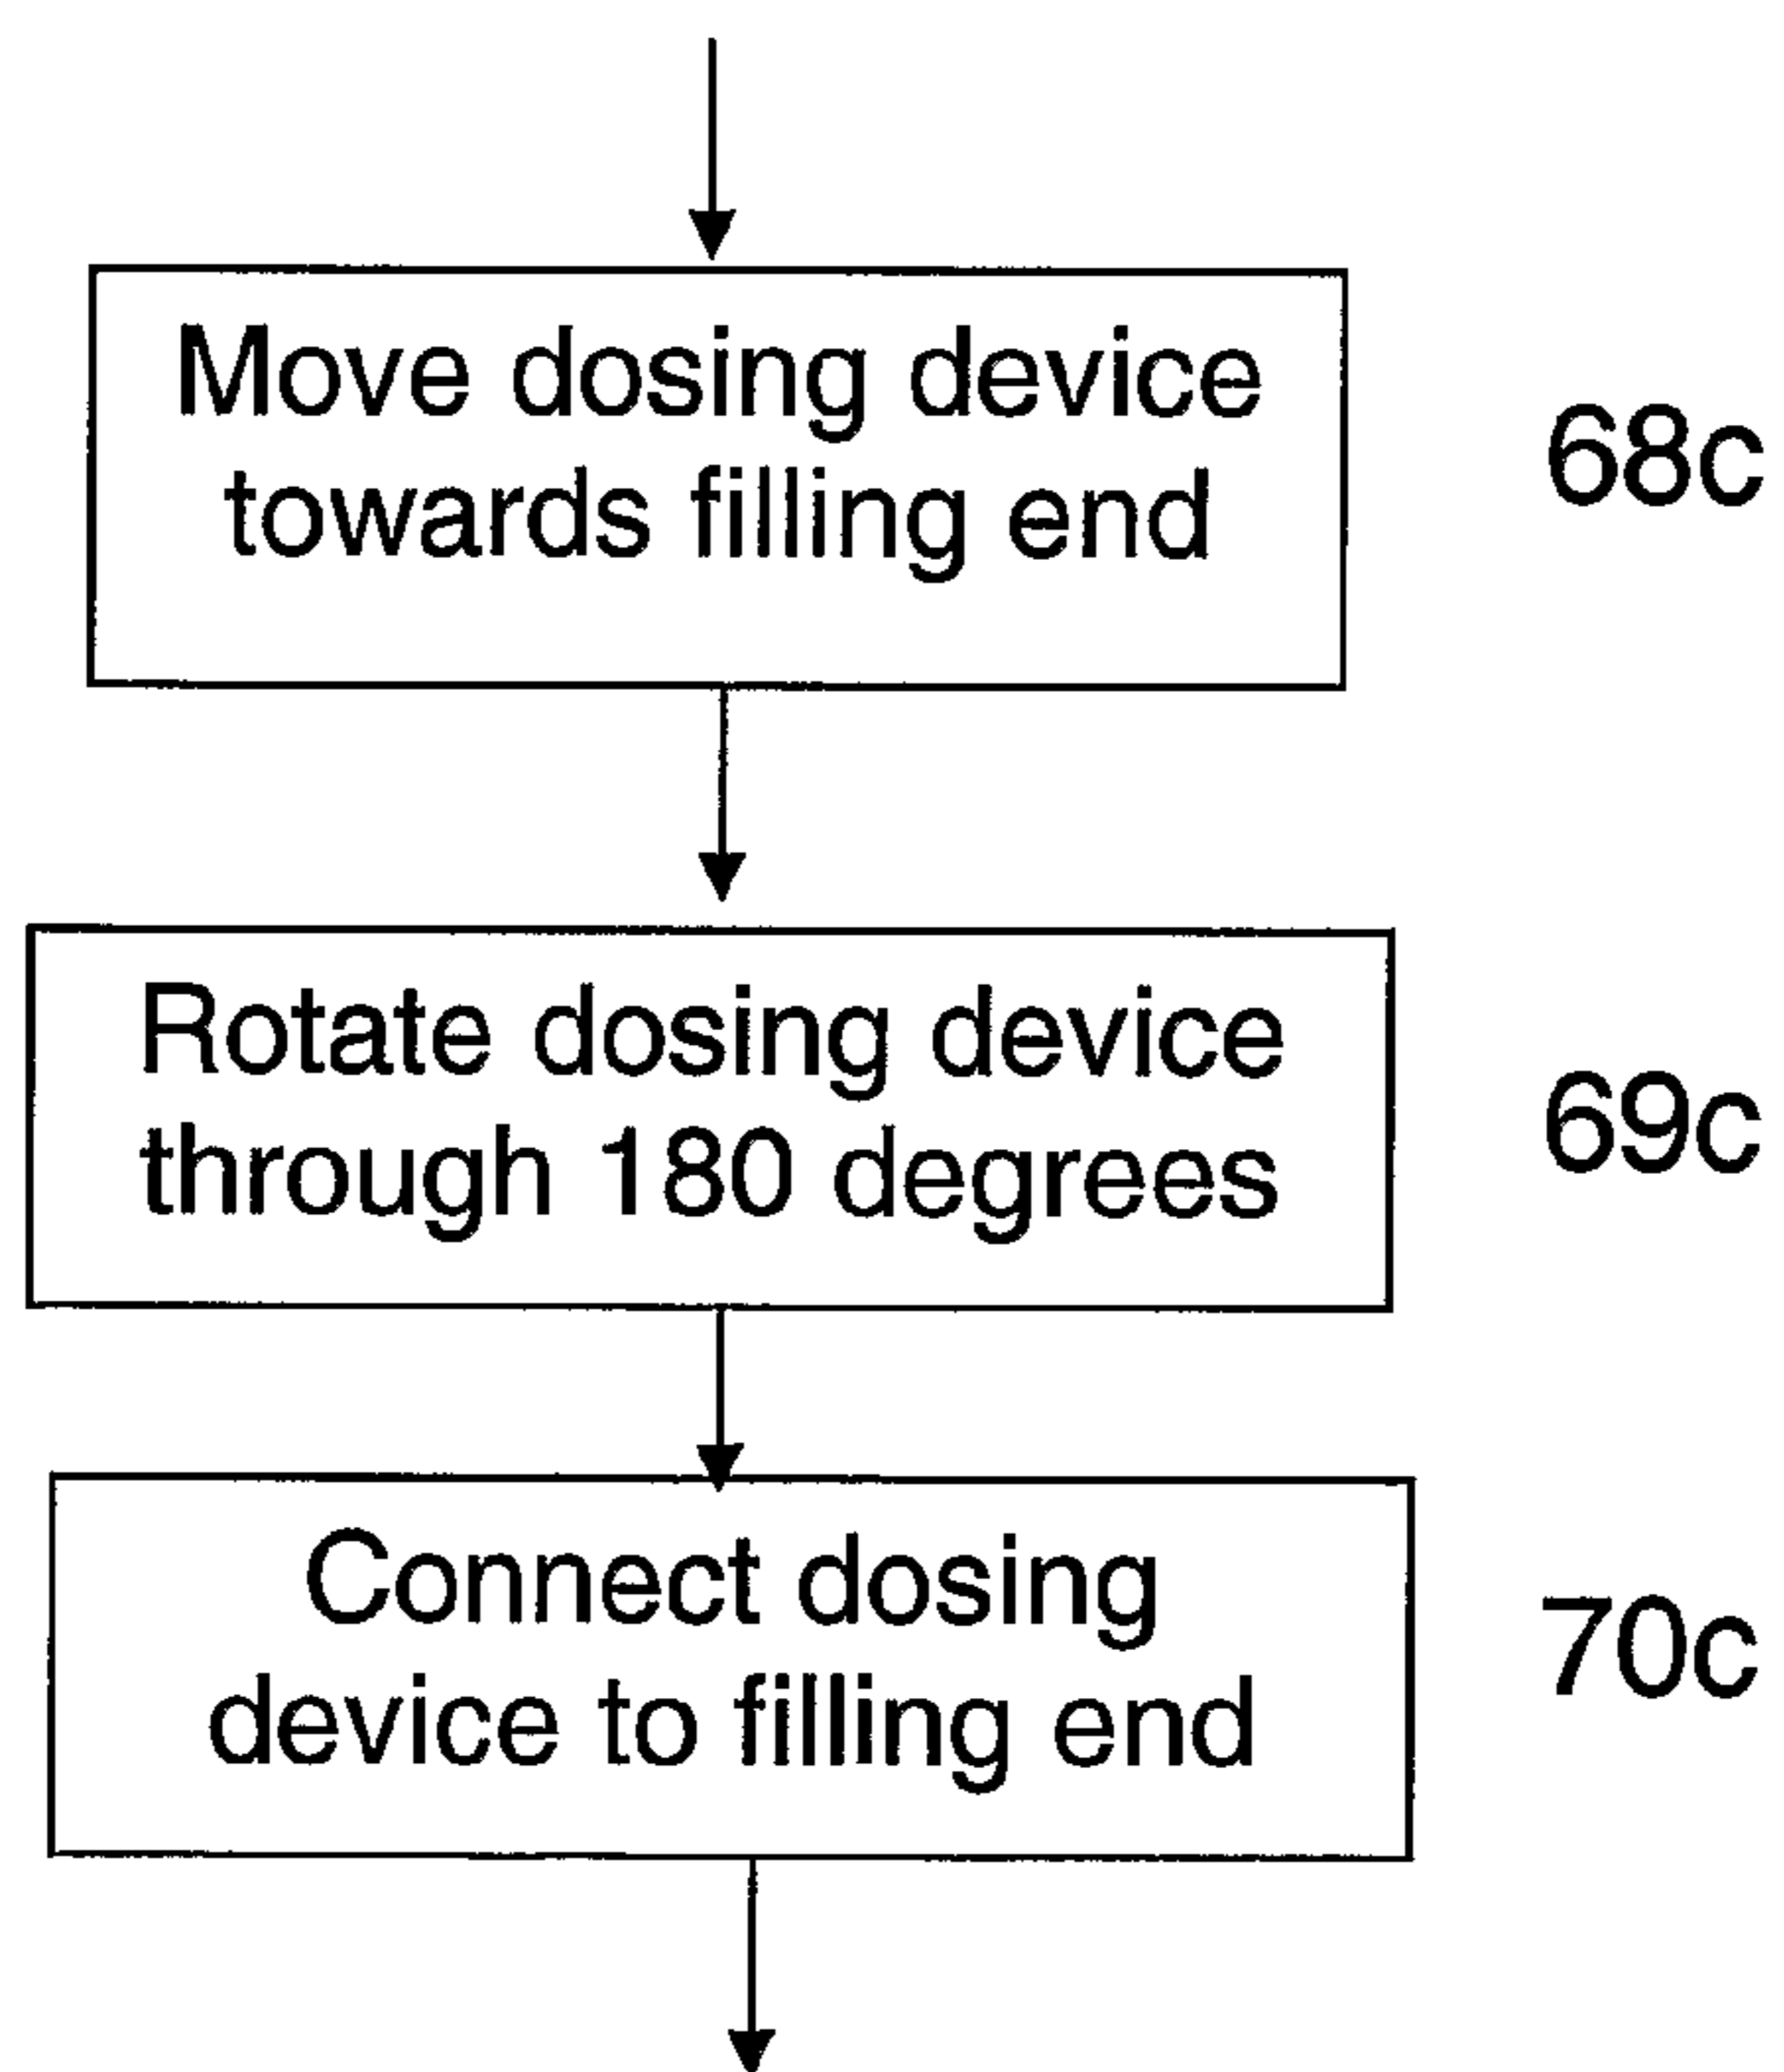 Move dosing device
towards filling end
68c
Rotate dosing device
through 180 degrees
69c
Connect dosing
device to filling end
70c